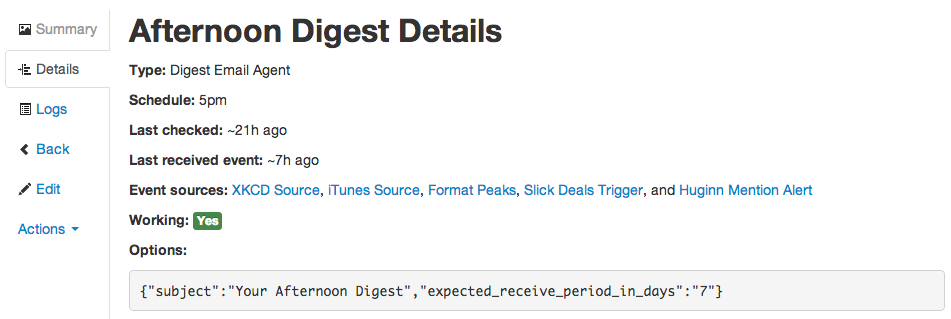 Summary
Details
Logs
Back
Edit
Actions
Afternoon Digest Details
Type: Digest Email Agent
Schedule: 5pm
Last checked: ~21h ago
Last received event: ~7h ago
Event sources: XKCD Source, iTunes Source, Format Peaks, Slick Deals Trigger, and Huginn Mention Alert
Working: Yes
Options:
{"subject":"Your Afternoon Digest","expected_receive_period_in_days":"7"}